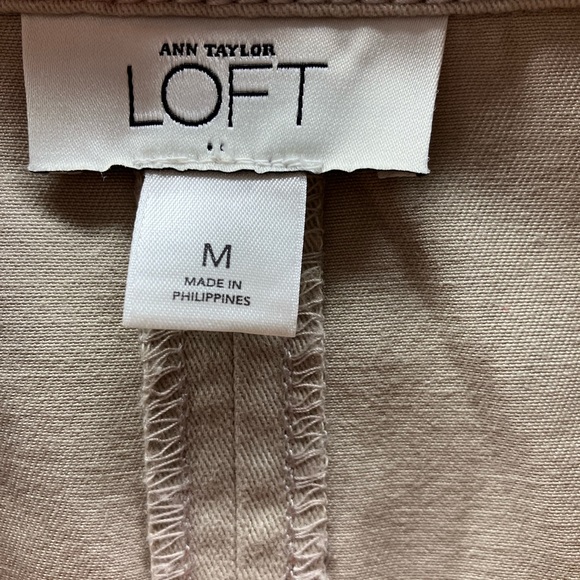 ANN TAYLOR
LOFT
M
MADE IN
PHILIPPINES